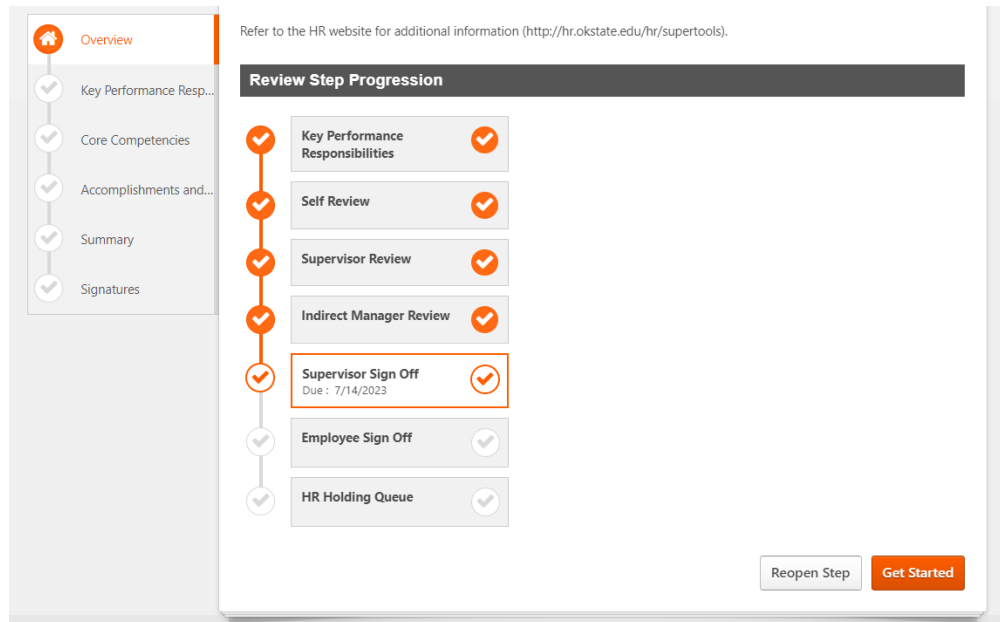 Overview
Key Performance Resp...
Core Competencies
Accomplishments and...
Summary
Signatures
Refer to the HR website for additional information (http://hr.okstate.edu/hr/supertools).
Review Step Progression
Key Performance
Responsibilities
Self Review
Supervisor Review
Indirect Manager Review
Supervisor Sign Off
Due : 7/14/2023
Employee Sign Off
HR Holding Queue
Reopen Step
Get Started